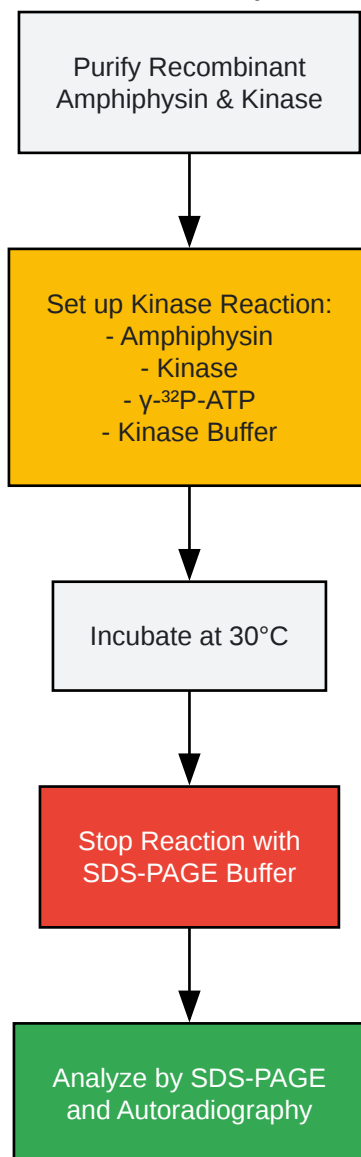 Purify Recombinant
Amphiphysin & Kinase
Set up Kinase Reaction:
- Amphiphysin
- Kinase
- γ-³²P-ATP
- Kinase Buffer
Incubate at 30°C
Stop Reaction with
SDS-PAGE Buffer
Analyze by SDS-PAGE
and Autoradiography